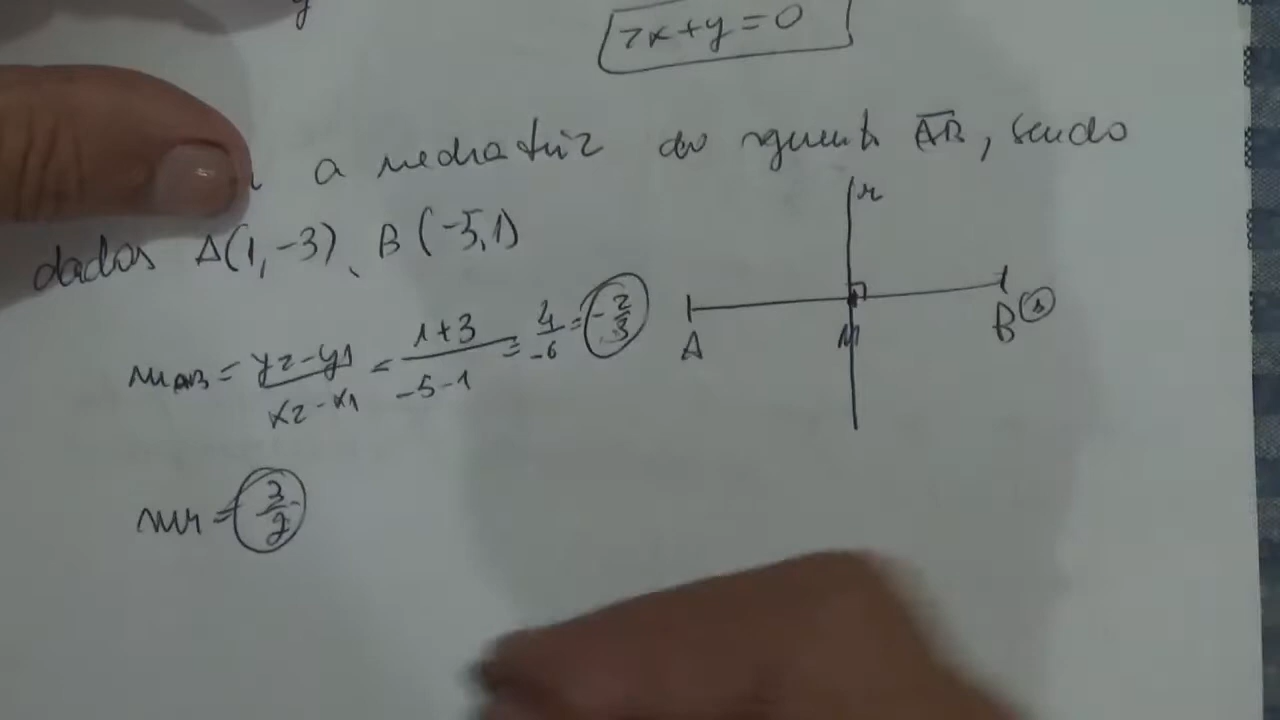 7x+y=0
a mediatriz do segmento AB, sendo
dados A(1,-3), B(-5,1)
r
mAB = y2-y1/x2-x1 = 1+3/-5-1 = 4/-6 = -2/3
A M B (s)
mr = 3/2